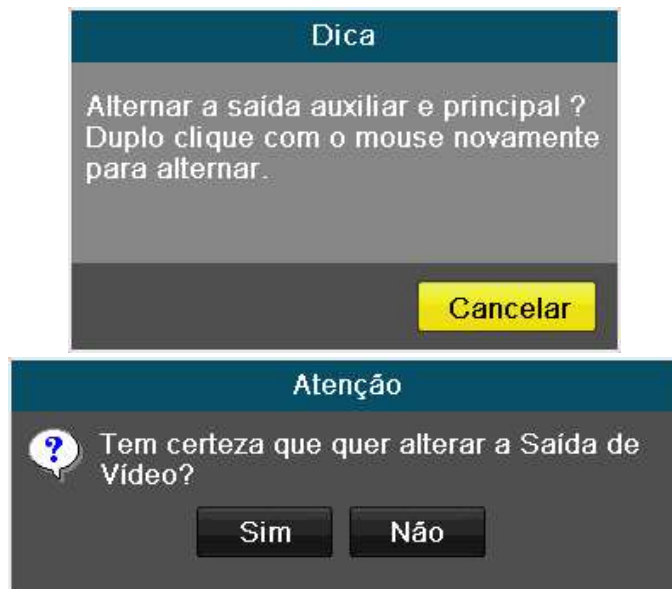 Dica
Alternar a saída auxiliar e principal ?
Duplo clique com o mouse novamente
para alternar.
Cancelar
Atenção
?
Tem certeza que quer alterar a Saída de
Vídeo?
Sim Não